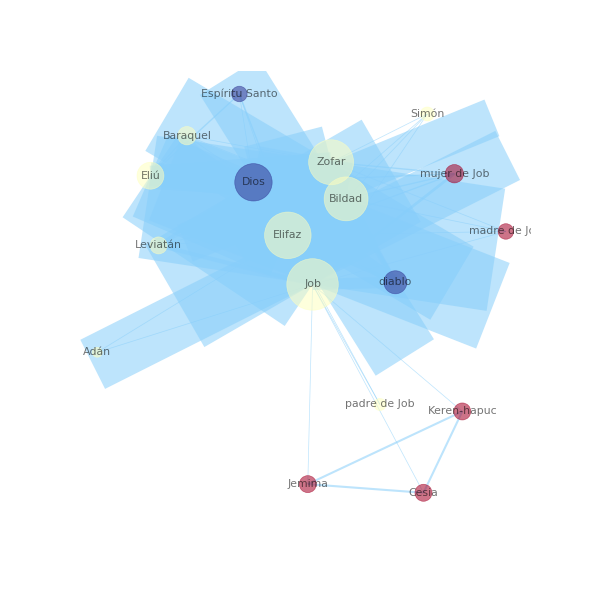 Espíritu Santo
Simón
Baraquel
Zofar
Eliú
Dios
mujer de Job
Bildad
madre de Jo
Elifaz
Leviatán
Job
diablo
Adán
padre de Job
Keren-hapuc
Jemima
Cesia